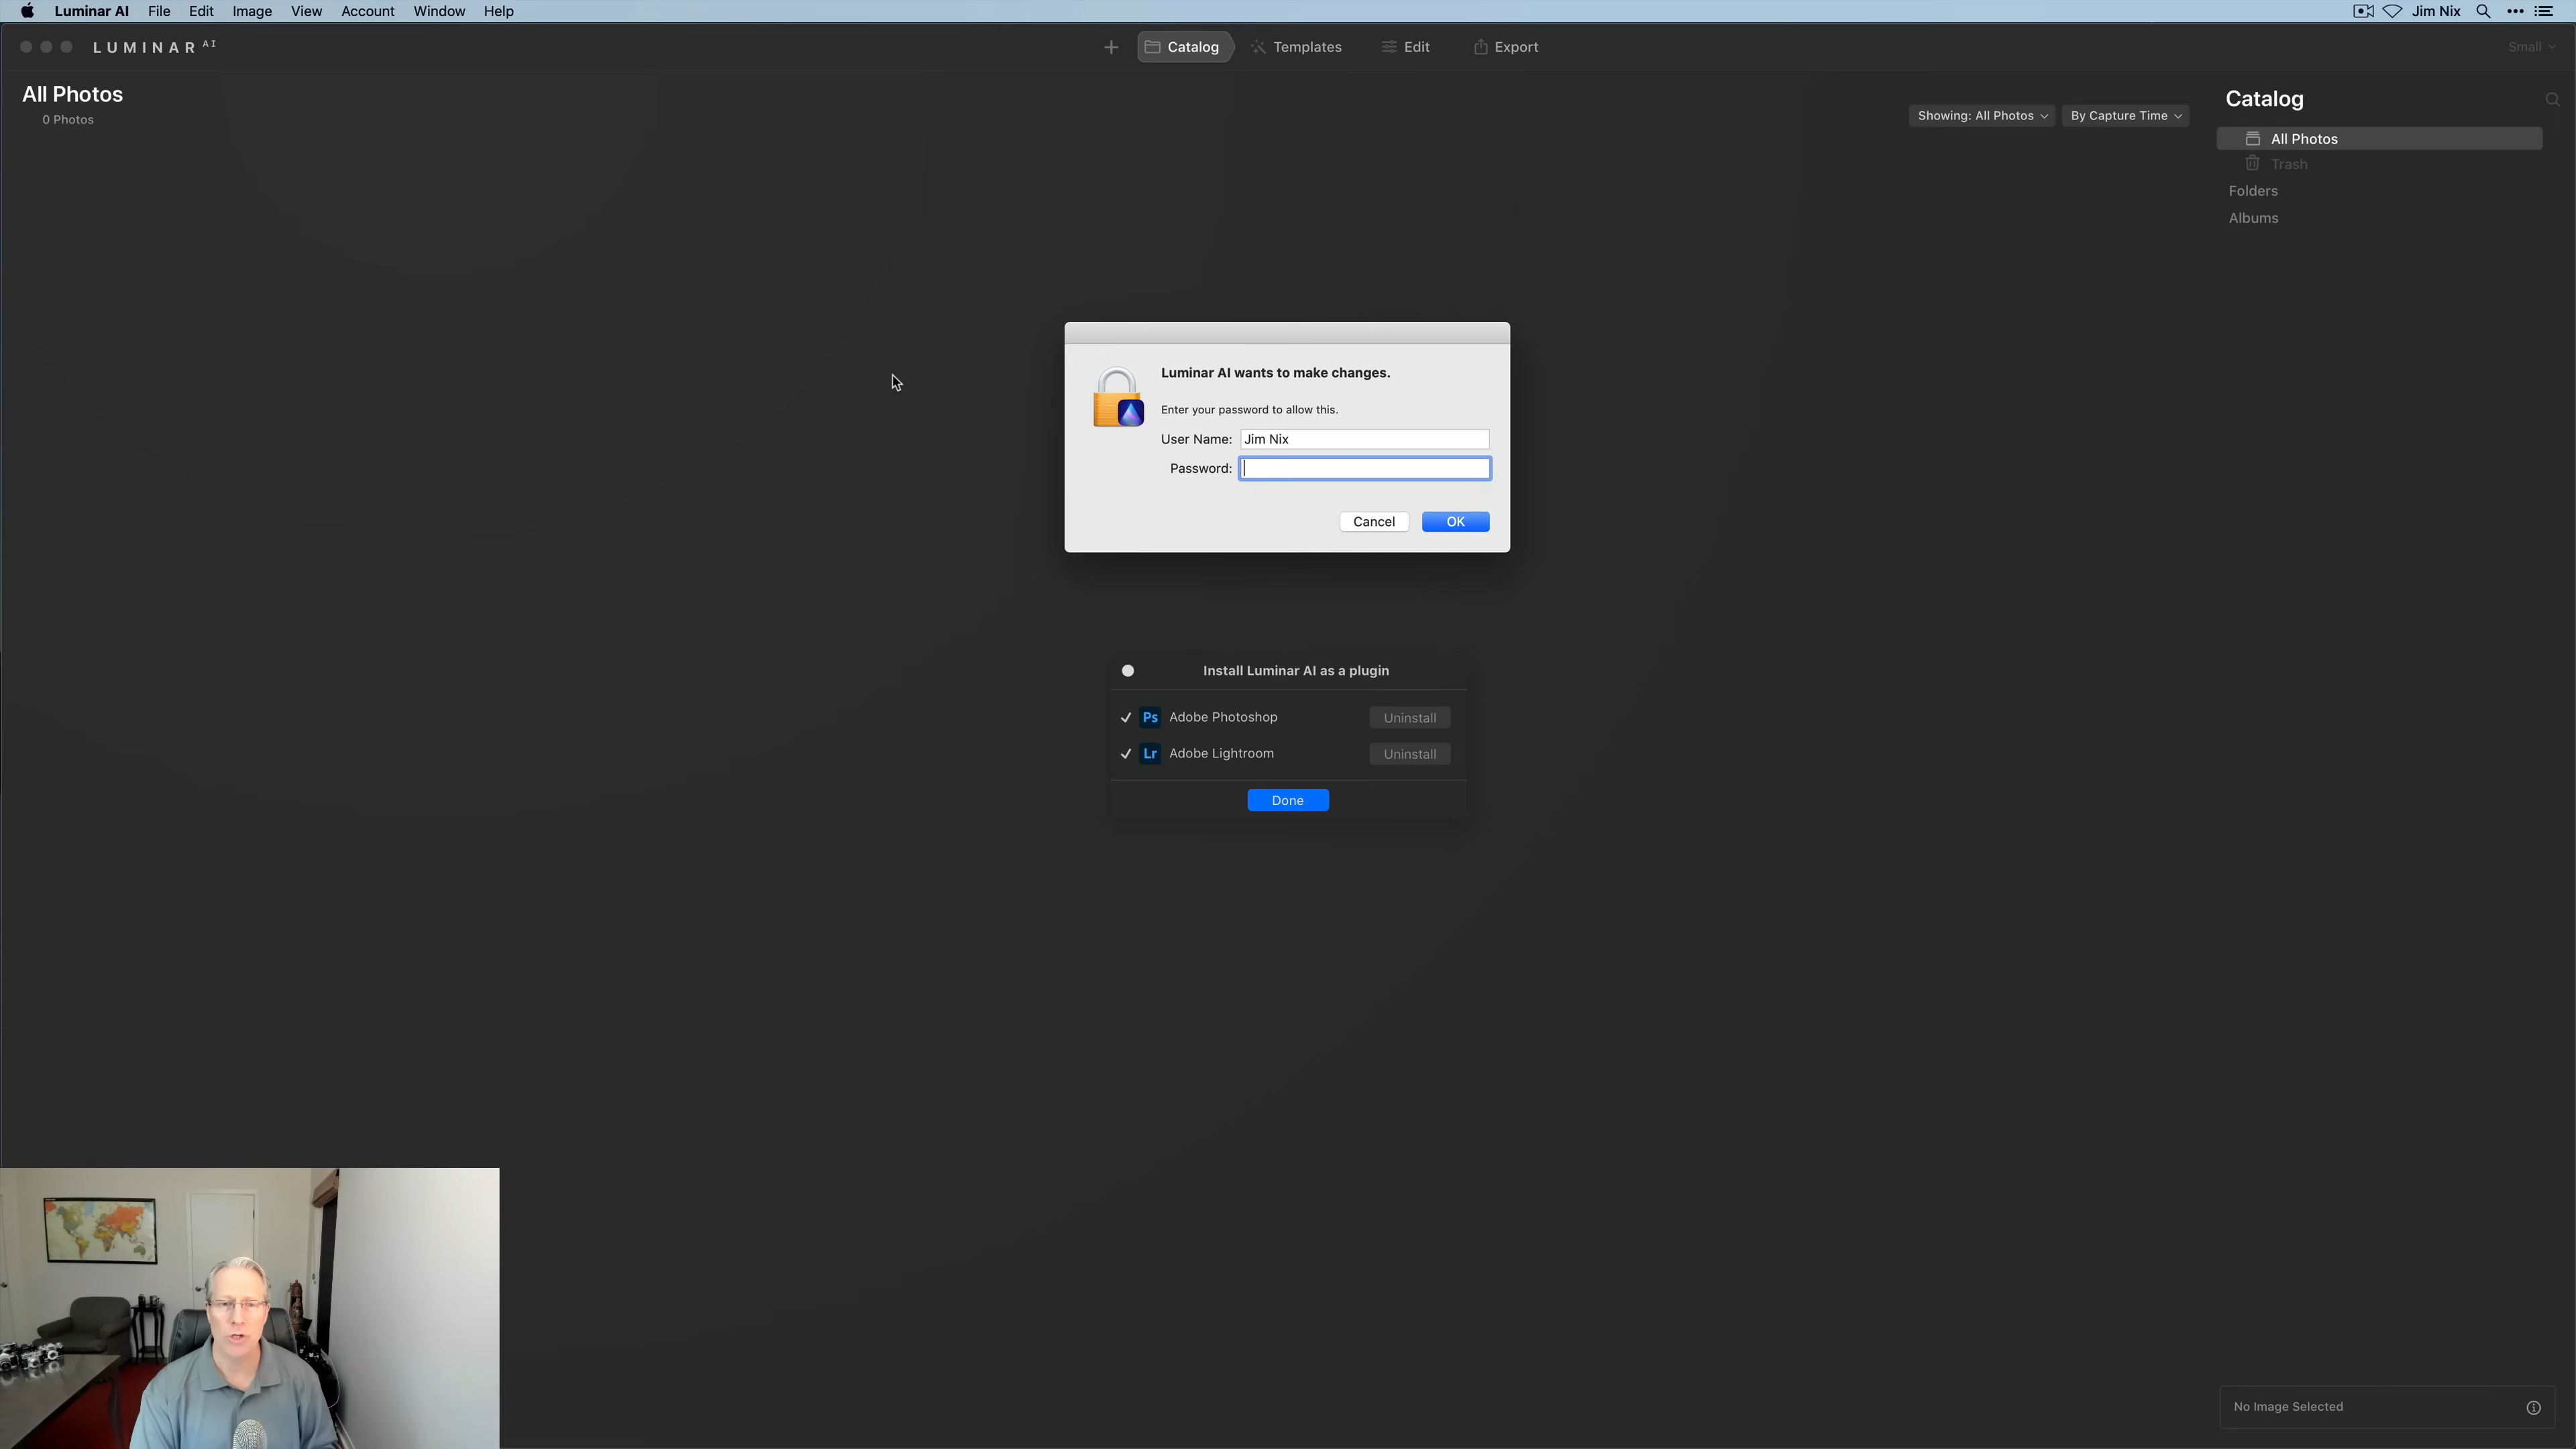 Luminar AI File Edit Image View Account Window Help Jim Nix
LUMINAR AI Catalog Templates Edit Export Small
All Photos
0 Photos
Showing: All Photos By Capture Time
Catalog
All Photos
Trash
Folders
Albums
Luminar AI wants to make changes.
Enter your password to allow this.
User Name: Jim Nix
Password:
Cancel OK
Install Luminar AI as a plugin
Ps Adobe Photoshop Uninstall
Lr Adobe Lightroom Uninstall
Done
No Image Selected